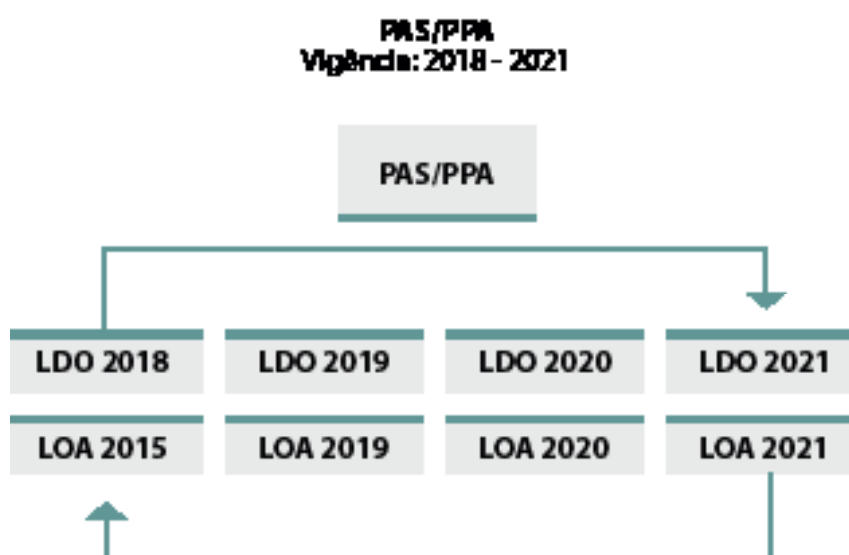 PAS/PPA
Vigência: 2018 - 2021
PAS/PPA
LDO 2018 LDO 2019 LDO 2020 LDO 2021
LOA 2015 LOA 2019 LOA 2020 LOA 2021